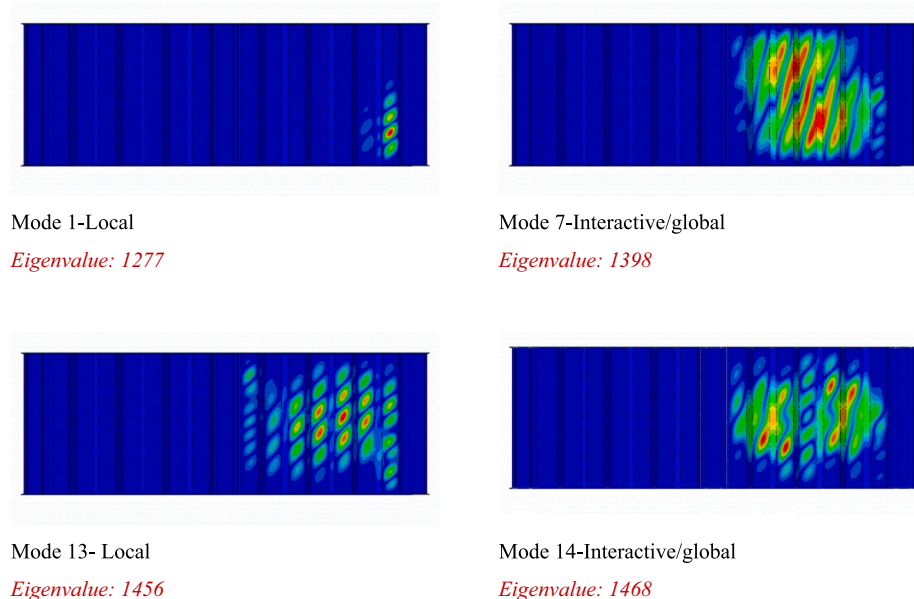 Mode 1-Local
Eigenvalue: 1277
Mode 7-Interactive/global
Eigenvalue: 1398
Mode 13- Local
Eigenvalue: 1456
Mode 14-Interactive/global
Eigenvalue: 1468